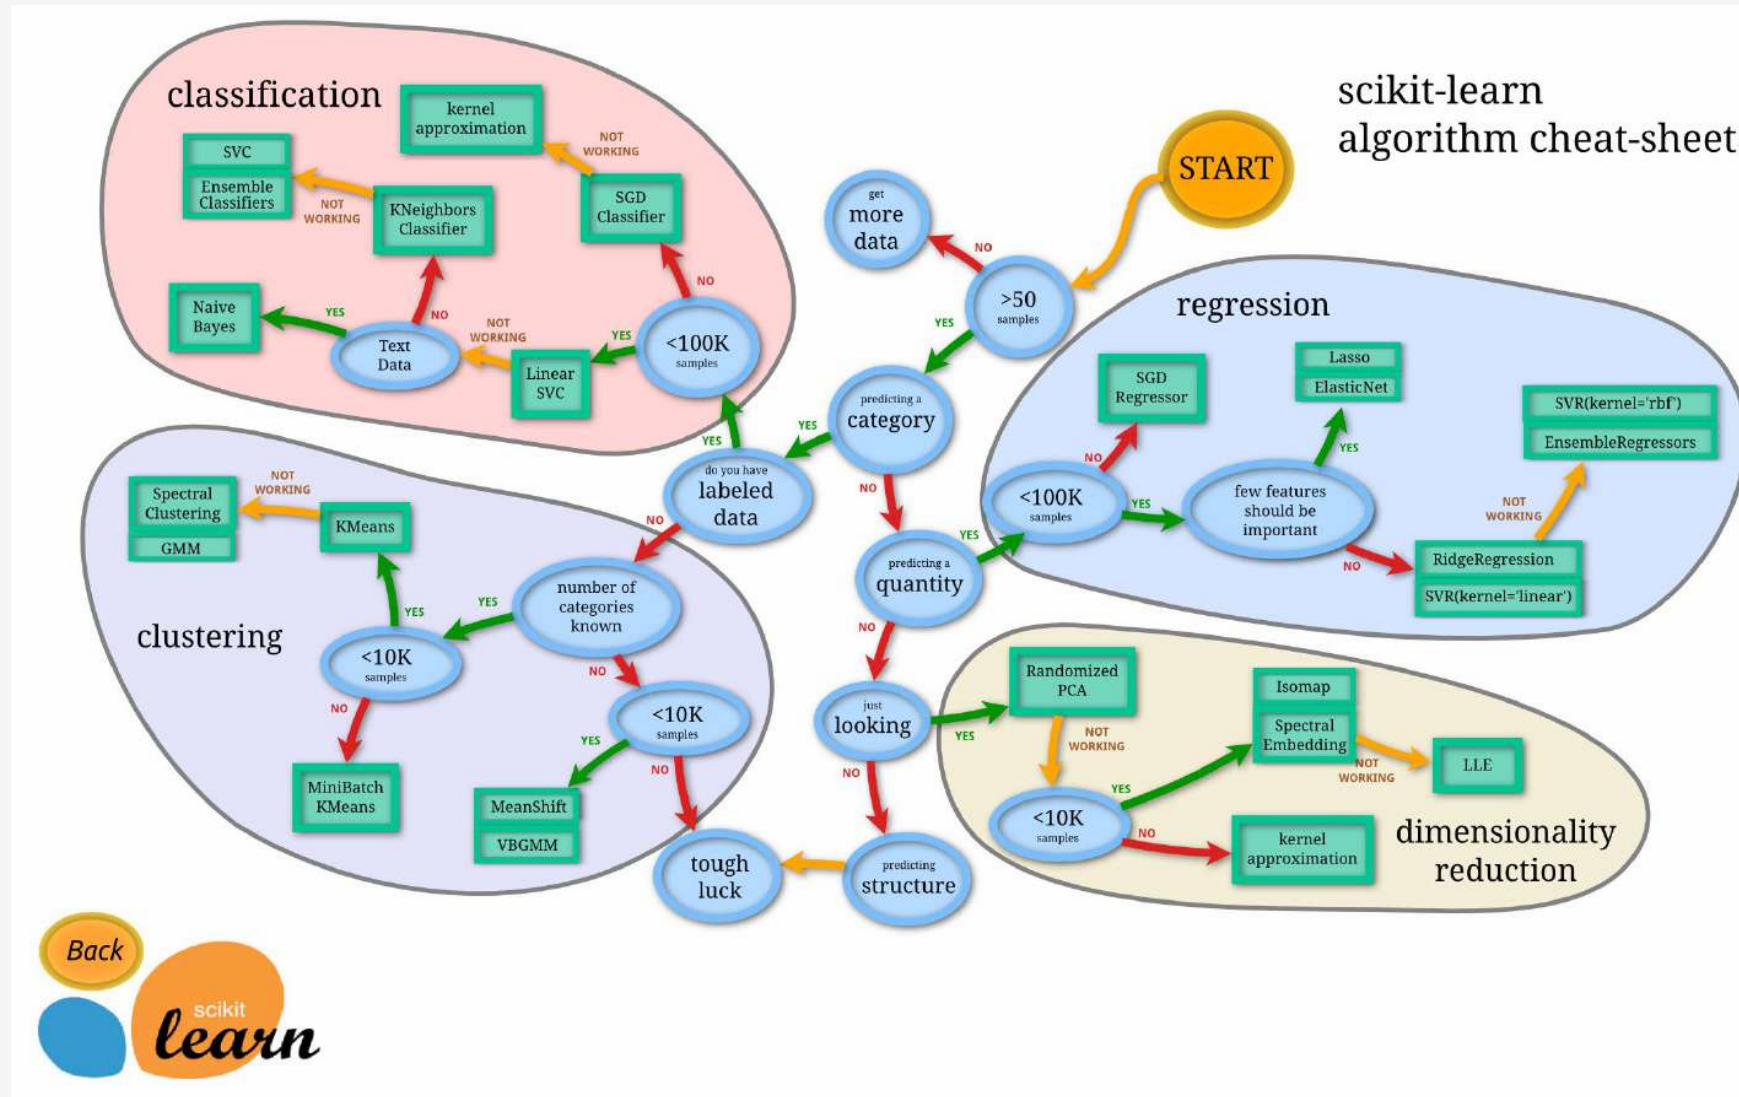 classification
kernel
approximation
NOT
WORKING
SVC
Ensemble
Classifiers
NOT
WORKING
KNeighbors
Classifier
SGD
Classifier
NO
Naive
Bayes
YES
NO
Text
Data
NOT
WORKING
Linear
SVC
YES
<100K
samples
YES
scikit-learn
algorithm cheat-sheet
START
get
more
data
NO
>50
samples
YES
predicting a
category
YES
NO
do you have
labeled
data
NO
predicting a
quantity
YES
NO
just
looking
YES
NO
predicting
structure
tough
luck
regression
SGD
Regressor
Lasso
ElasticNet
SVR(kernel='rbf')
EnsembleRegressors
NO
YES
<100K
samples
YES
few features
should be
important
NOT
WORKING
NO
RidgeRegression
SVR(kernel='linear')
clustering
Spectral
Clustering
GMM
NOT
WORKING
KMeans
YES
number of
categories
known
YES
<10K
samples
NO
NO
<10K
samples
YES
NO
MiniBatch
KMeans
MeanShift
VBGMM
Randomized
PCA
NOT
WORKING
Isomap
Spectral
Embedding
NOT
WORKING
LLE
YES
<10K
samples
NO
kernel
approximation
dimensionality
reduction
Back
scikit
learn